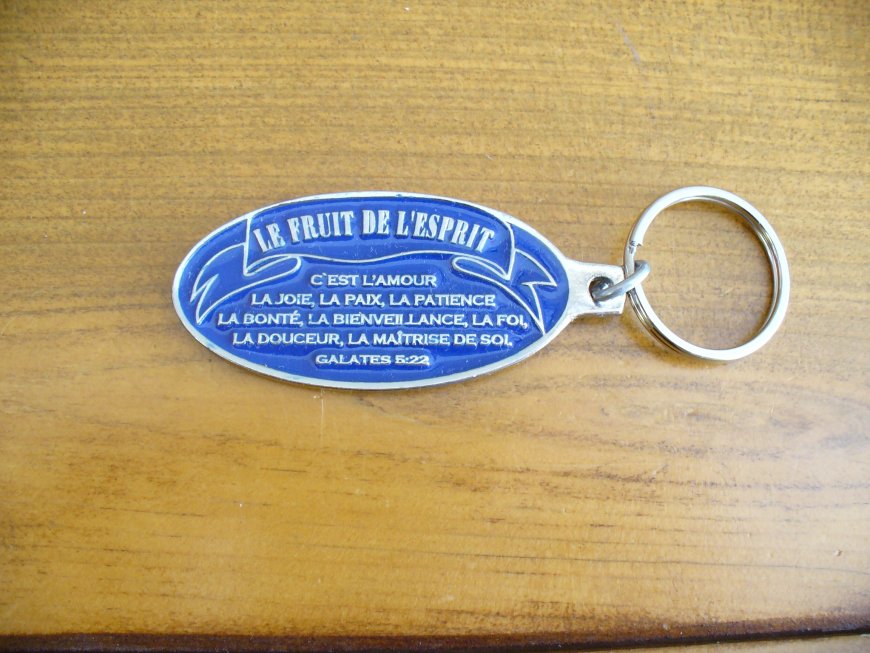 LE FRUIT DE L'ESPRIT
C'EST L'AMOUR
LA JOIE, LA PAIX, LA PATIENCE
LA BONTÉ, LA BIENVEILLANCE, LA FOI,
LA DOUCEUR, LA MAÎTRISE DE SOI,
GALATES 5:22